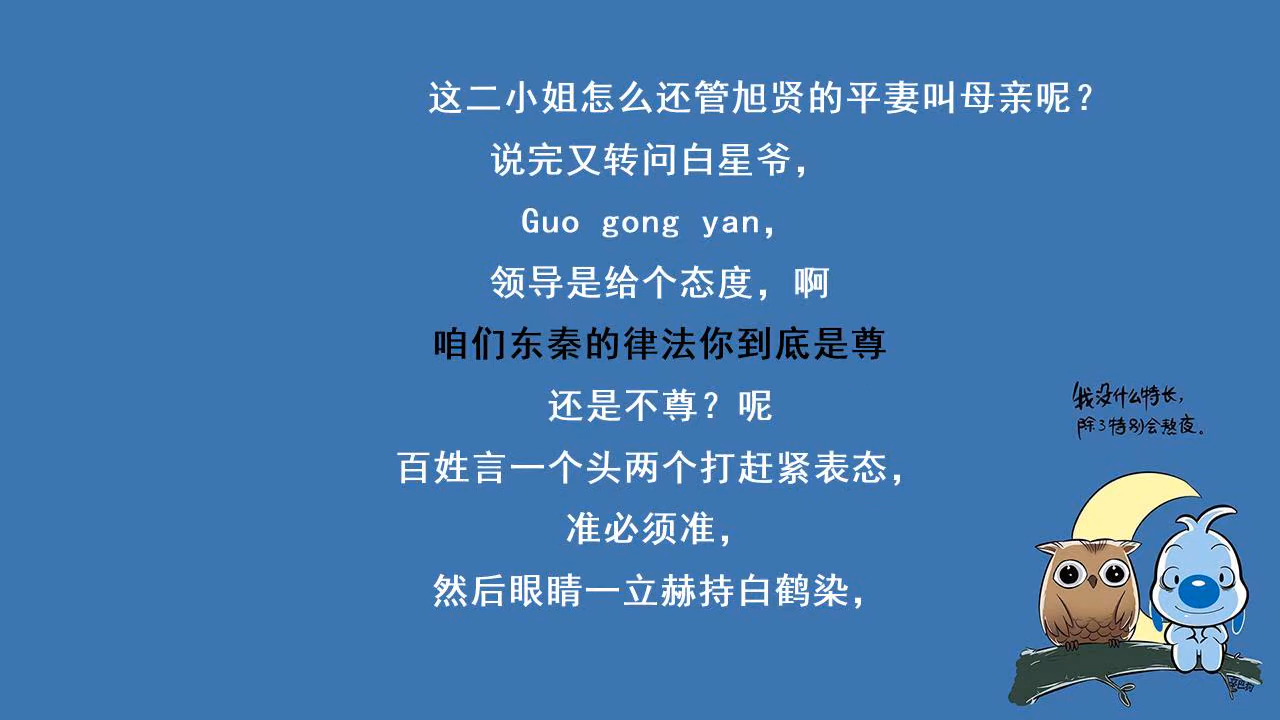 这二小姐怎么还管旭贤的平妻叫母亲呢？
说完又转问白星爷，
Guo gong yan，
领导是给个态度，啊
咱们东秦的律法你到底是尊
还是不尊？呢
百姓言一个头两个打赶紧表态，
准必须准，
然后眼睛一立赫持白鹤染，
我没什么特长，
除了特别会熬夜。